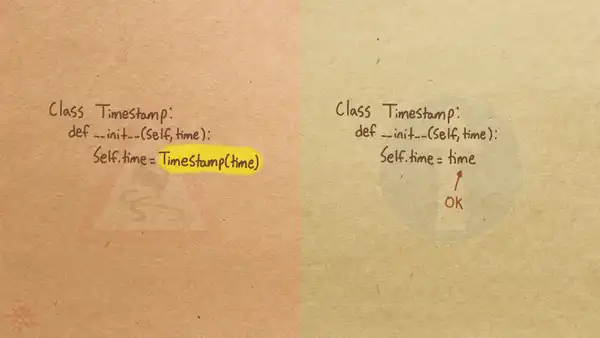 Class Timestamp:
def __init__(self, time):
Self.time = Timestamp(time)
Class Timestamp:
def __init__(self, time):
Self.time = time
OK